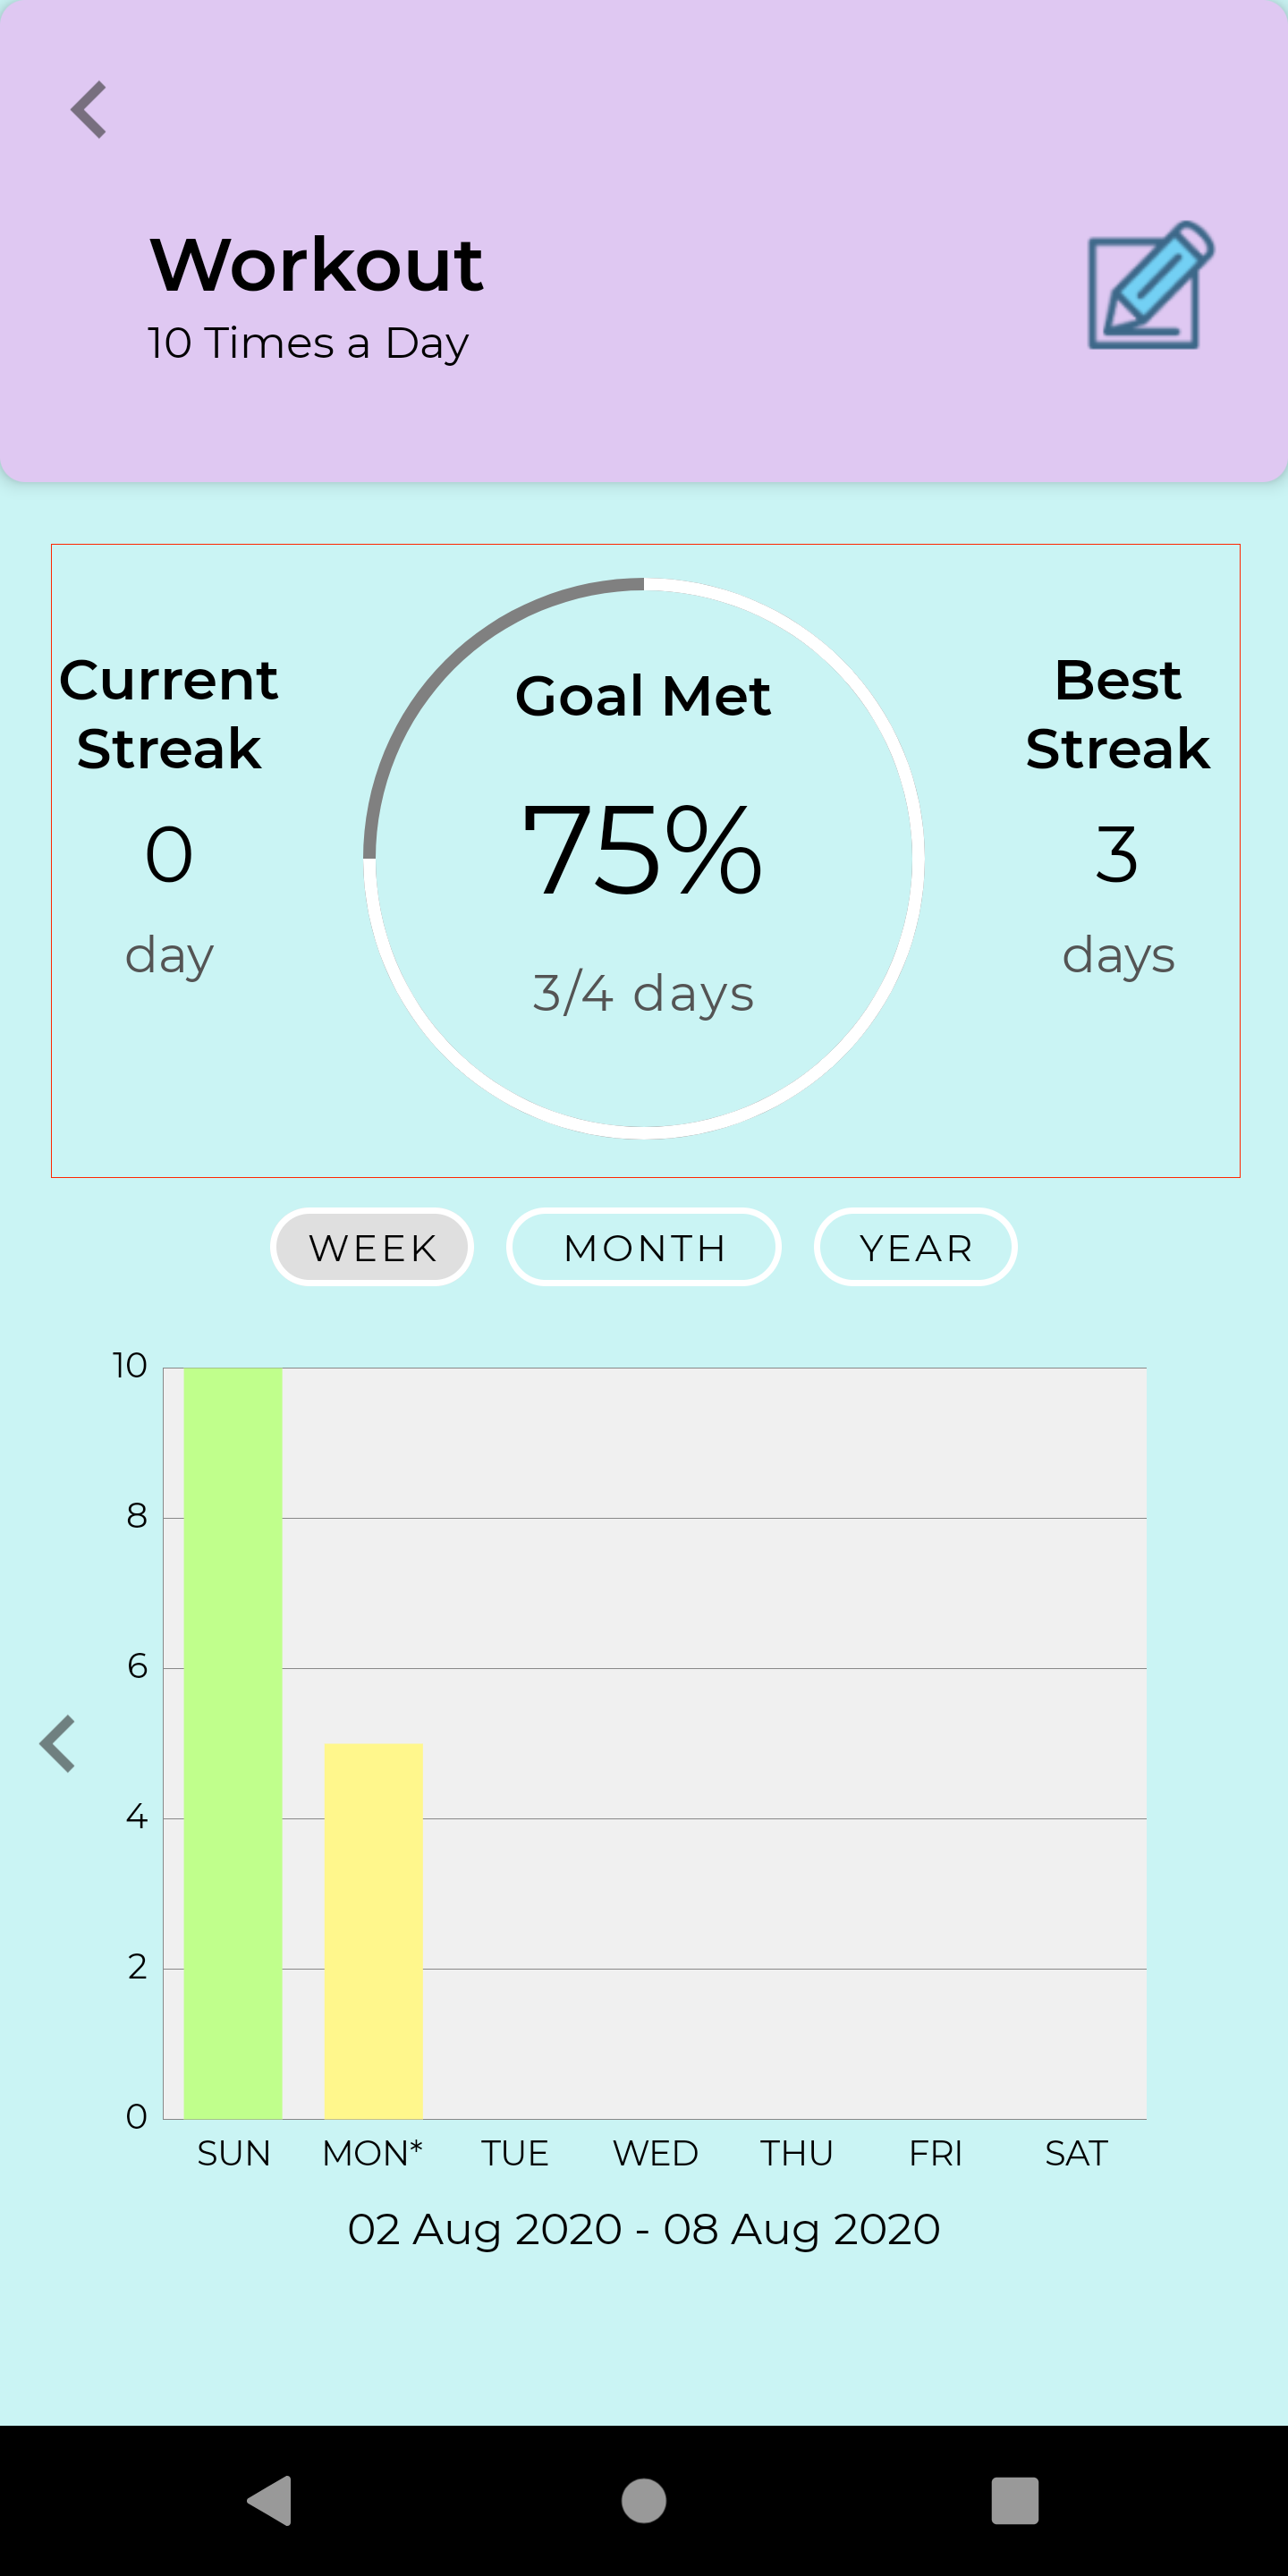 Workout
10 Times a Day
Current
Streak
0
day
Goal Met
75%
3/4 days
Best
Streak
3
days
WEEK
MONTH
YEAR
10
8
6
4
2
0
SUN MON* TUE WED THU FRI SAT
02 Aug 2020 - 08 Aug 2020